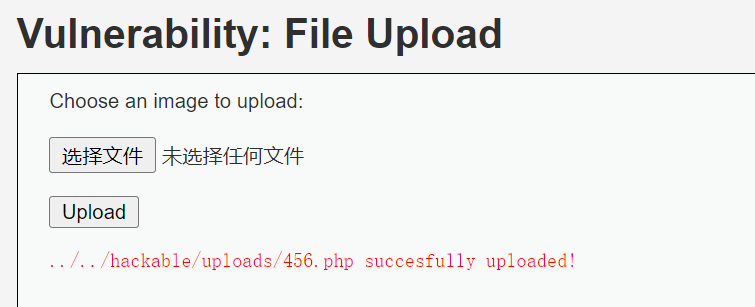 Vulnerability: File Upload
Choose an image to upload:
选择文件 未选择任何文件
Upload
../../hackable/uploads/456.php succesfully uploaded!